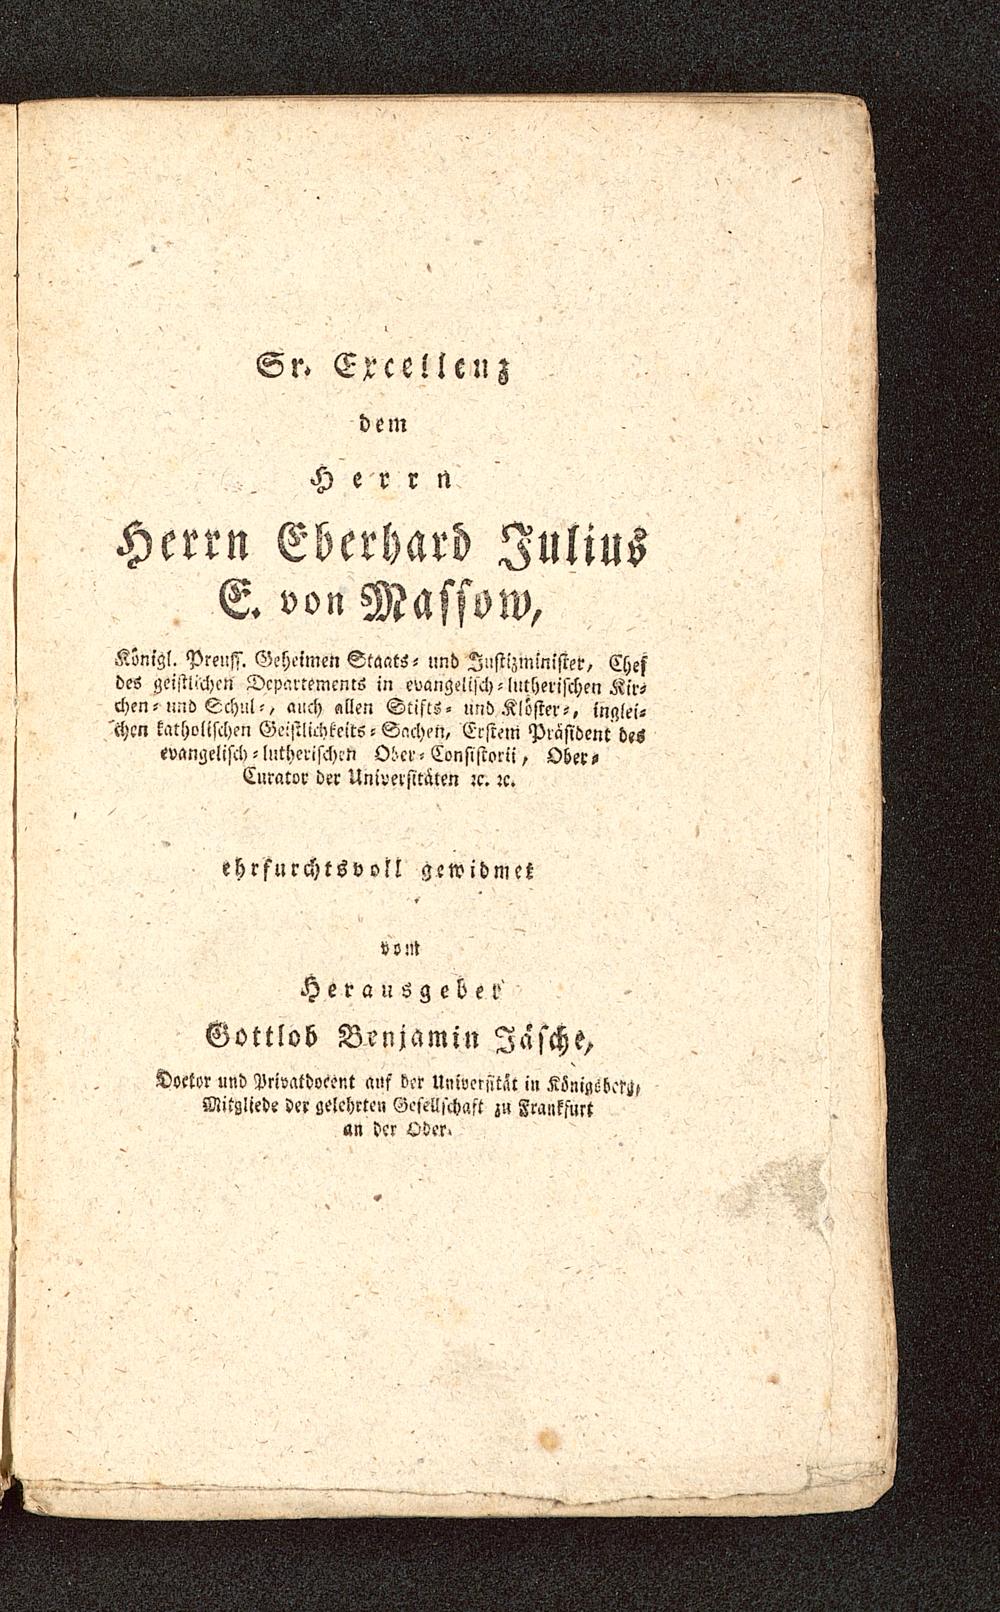 Sr. Excellenz
dem
Herrn
Herrn Eberhard Julius
E. von Massow,
Königl. Preuss. Geheimen Staats- und Justizminister, Chef
des geistlichen Departements in evangelisch-lutherischen Kir-
chen- und Schul-, auch allen Stifts- und Klöster-, inglei-
chen katholischen Geistlichkeits-Sachen, Erstem Präsident des
evangelisch-lutherischen Ober-Consistorii, Ober-
Curator der Universitäten ꝛc. ꝛc.
ehrfurchtsvoll gewidmet
vom
Herausgeber
Gottlob Benjamin Jäsche,
Doctor und Privatdocent auf der Universität in Königsberg,
Mitgliede der gelehrten Gesellschaft zu Frankfurt
an der Oder.